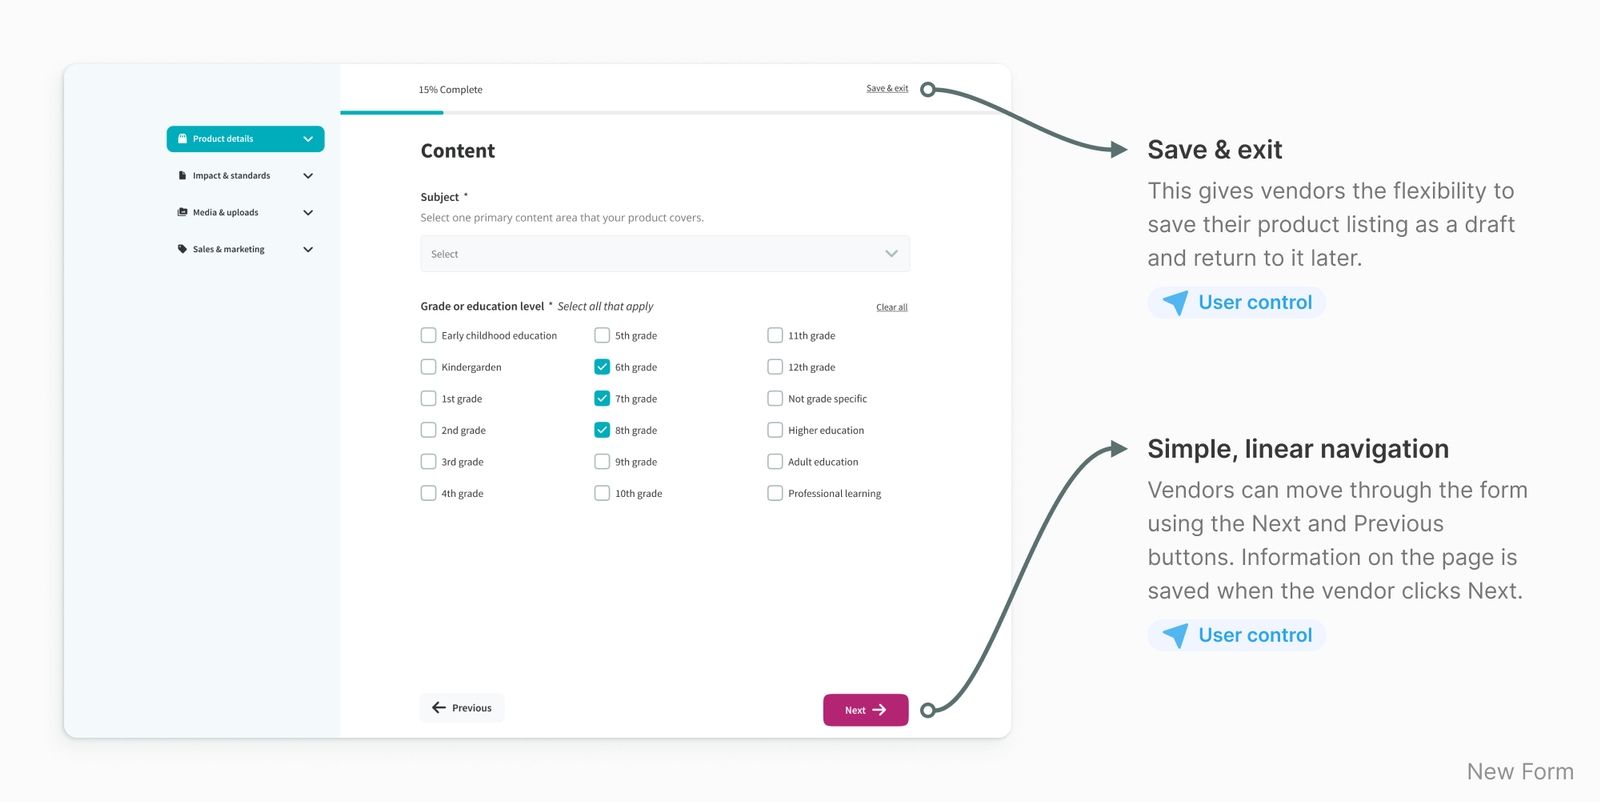 15% Complete
Save & exit
Product details
Impact & standards
Media & uploads
Sales & marketing
Content
Subject *
Select one primary content area that your product covers.
Select
Grade or education level * Select all that apply
Clear all
Early childhood education
Kindergarden
1st grade
2nd grade
3rd grade
4th grade
5th grade
6th grade
7th grade
8th grade
9th grade
10th grade
11th grade
12th grade
Not grade specific
Higher education
Adult education
Professional learning
Previous
Next
Save & exit
This gives vendors the flexibility to
save their product listing as a draft
and return to it later.
User control
Simple, linear navigation
Vendors can move through the form
using the Next and Previous
buttons. Information on the page is
saved when the vendor clicks Next.
User control
New Form